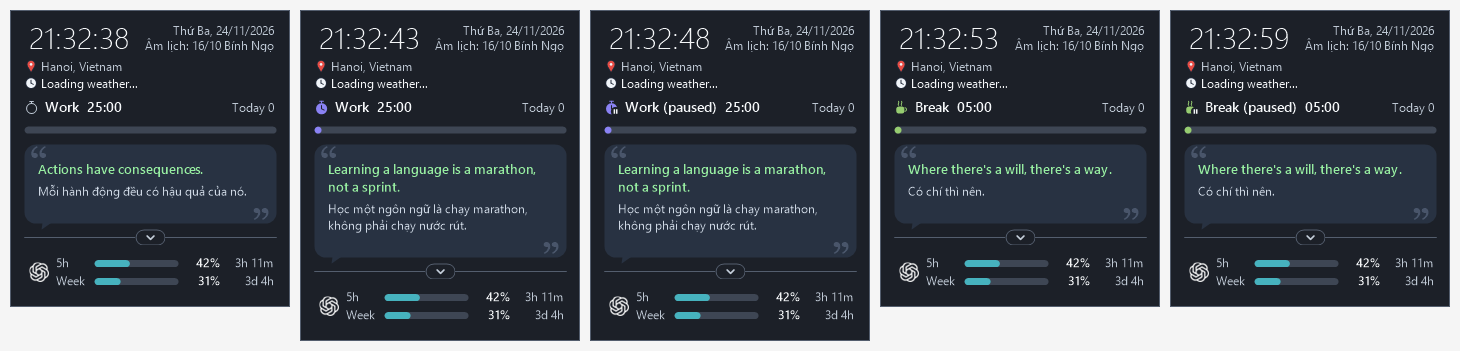 21:32:38
Thứ Ba, 24/11/2026
Âm lịch: 16/10 Bính Ngọ
Hanoi, Vietnam
Loading weather...
Work 25:00 Today 0
Actions have consequences.
Mỗi hành động đều có hậu quả của nó.
5h 42% 3h 11m
Week 31% 3d 4h
21:32:43
Thứ Ba, 24/11/2026
Âm lịch: 16/10 Bính Ngọ
Hanoi, Vietnam
Loading weather...
Work 25:00 Today 0
Learning a language is a marathon,
not a sprint.
Học một ngôn ngữ là chạy marathon,
không phải chạy nước rút.
5h 42% 3h 11m
Week 31% 3d 4h
21:32:48
Thứ Ba, 24/11/2026
Âm lịch: 16/10 Bính Ngọ
Hanoi, Vietnam
Loading weather...
Work (paused) 25:00 Today 0
Learning a language is a marathon,
not a sprint.
Học một ngôn ngữ là chạy marathon,
không phải chạy nước rút.
5h 42% 3h 11m
Week 31% 3d 4h
21:32:53
Thứ Ba, 24/11/2026
Âm lịch: 16/10 Bính Ngọ
Hanoi, Vietnam
Loading weather...
Break 05:00 Today 0
Where there's a will, there's a way.
Có chí thì nên.
5h 42% 3h 11m
Week 31% 3d 4h
21:32:59
Thứ Ba, 24/11/2026
Âm lịch: 16/10 Bính Ngọ
Hanoi, Vietnam
Loading weather...
Break (paused) 05:00 Today 0
Where there's a will, there's a way.
Có chí thì nên.
5h 42% 3h 11m
Week 31% 3d 4h